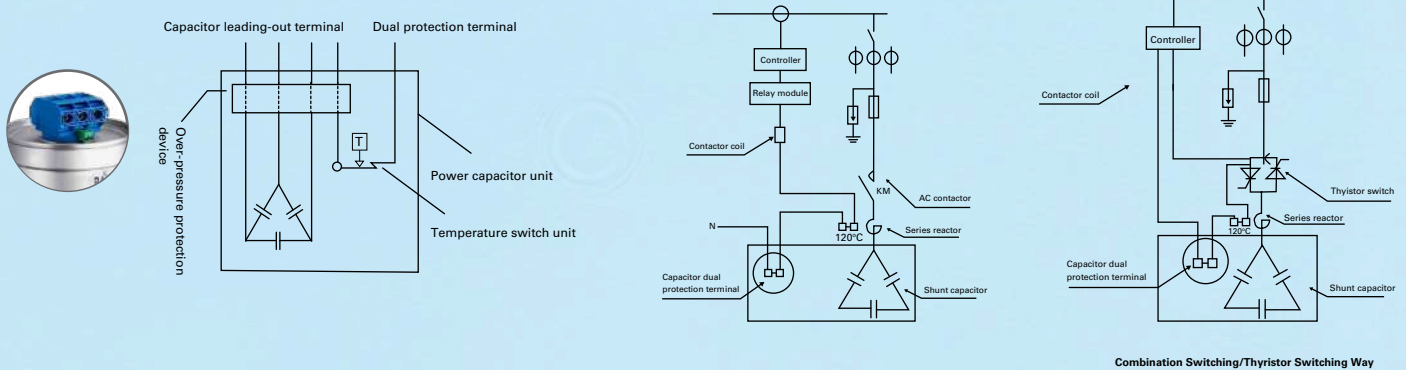 Capacitor leading-out terminal
Dual protection terminal
Over-pressure protection
device
T
Power capacitor unit
Temperature switch unit
Controller
Relay module
Contactor coil
KM
AC contactor
N
120°C
Series reactor
Capacitor dual
protection terminal
Shunt capacitor
Controller
Contactor coil
Thyistor switch
Series reactor
120°C
Capacitor dual
protection terminal
Shunt capacitor
Combination Switching/Thyristor Switching Way